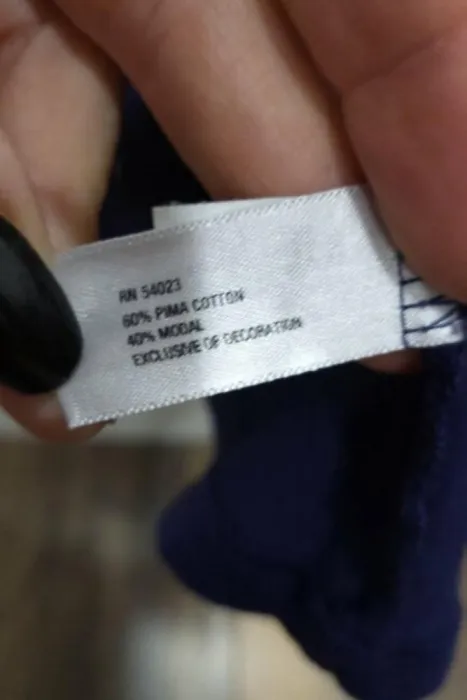 RN 54023
60% PIMA COTTON
40% MODAL
EXCLUSIVE OF DECORATION